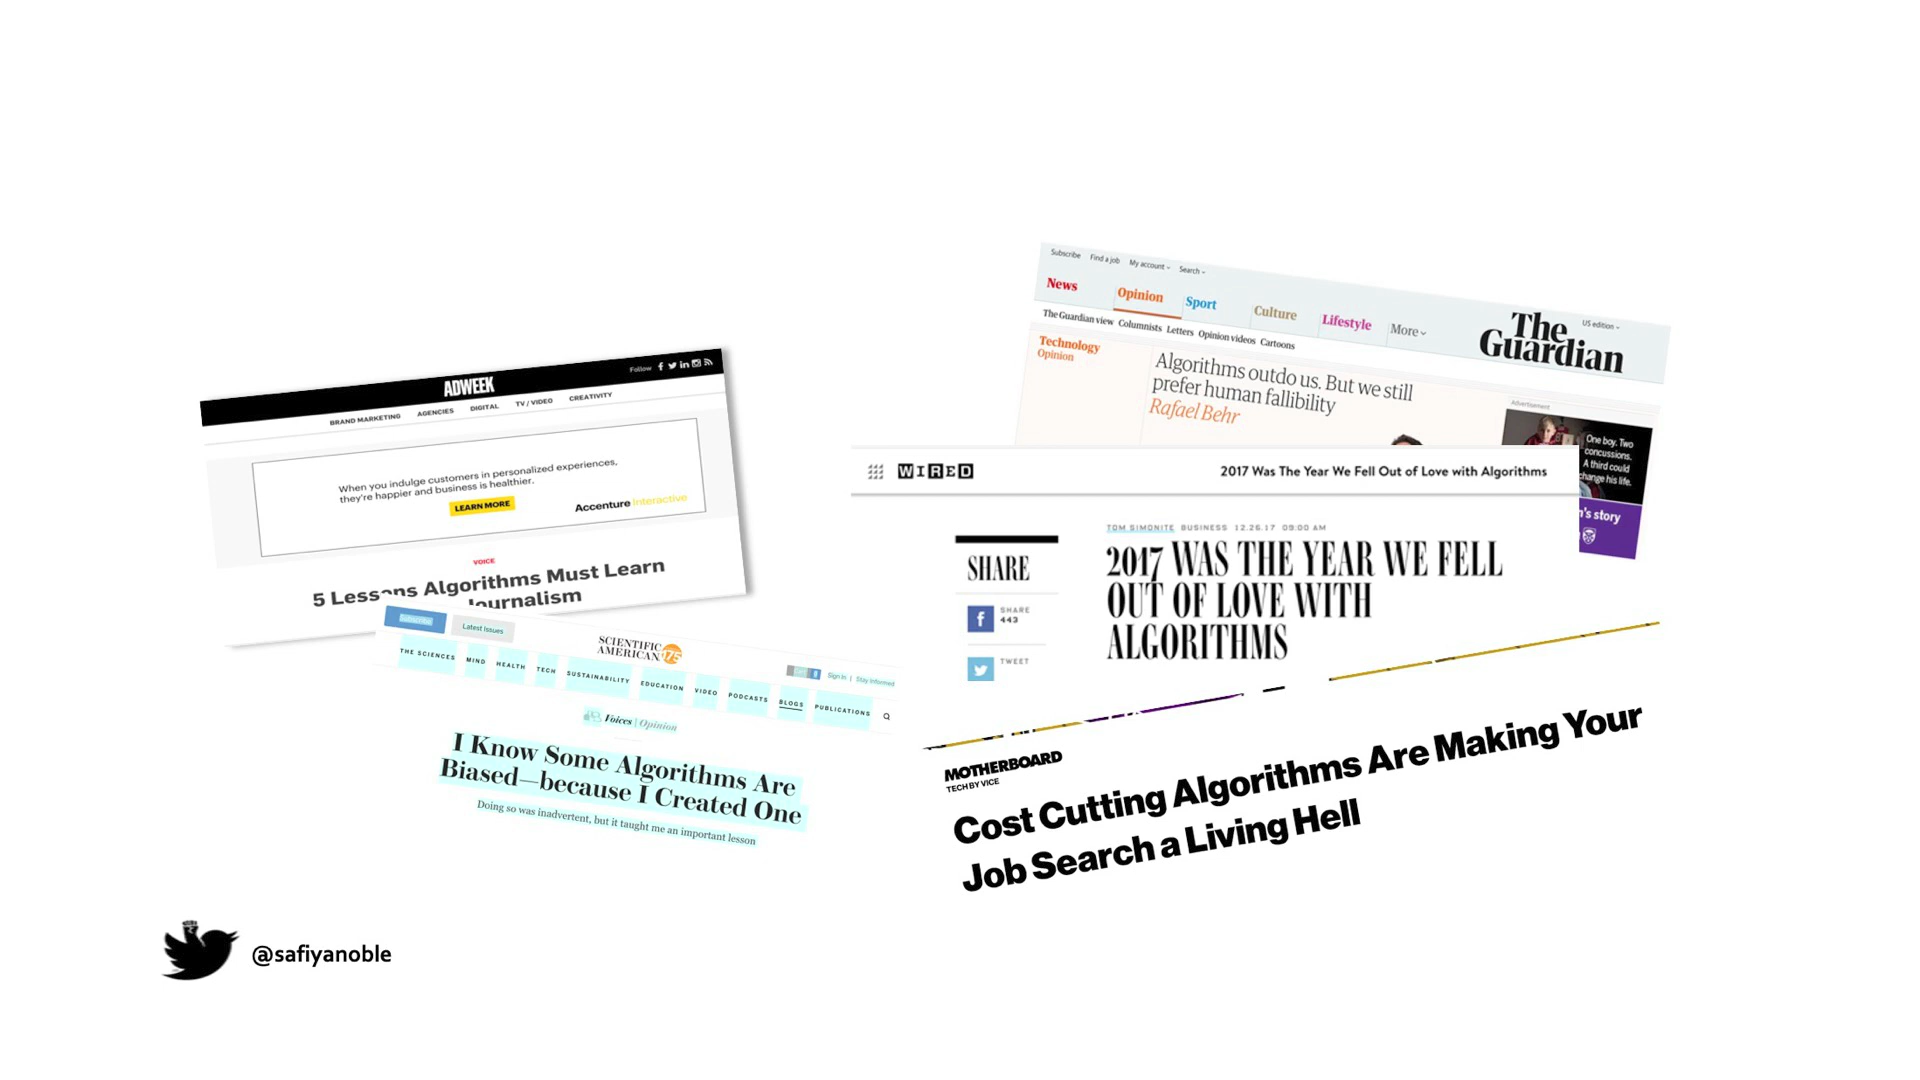 ADWEEK
Follow
BRAND MARKETING AGENCIES DIGITAL TV / VIDEO CREATIVITY
When you indulge customers in personalized experiences,
they're happier and business is healthier.
LEARN MORE
Accenture Interactive
VOICE
5 Lessons Algorithms Must Learn
Journalism
Subscribe
Latest Issues
SCIENTIFIC
AMERICAN 175
Sign In | Stay Informed
THE SCIENCES MIND HEALTH TECH SUSTAINABILITY EDUCATION VIDEO PODCASTS BLOGS PUBLICATIONS
Voices | Opinion
I Know Some Algorithms Are
Biased—because I Created One
Doing so was inadvertent, but it taught me an important lesson
Subscribe Find a job My account Search
US edition
News Opinion Sport Culture Lifestyle More
The Guardian
The Guardian view Columnists Letters Opinion videos Cartoons
Technology
Opinion
Algorithms outdo us. But we still
prefer human fallibility
Rafael Behr
Advertisement
One boy. Two
concussions.
A third could
change his life.
n's story
WIRED
2017 Was The Year We Fell Out of Love with Algorithms
TOM SIMONITE BUSINESS 12.26.17 09:00 AM
2017 WAS THE YEAR WE FELL
OUT OF LOVE WITH
ALGORITHMS
SHARE
SHARE
443
TWEET
MOTHERBOARD
TECH BY VICE
Cost Cutting Algorithms Are Making Your
Job Search a Living Hell
@safiyanoble